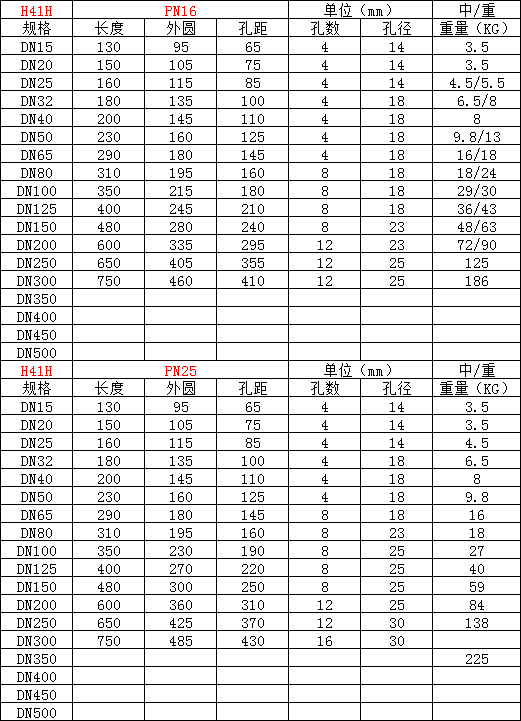 H41H PN16 单位（mm） 中/重
规格 长度 外圆 孔距 孔数 孔径 重量(KG)
DN15 130 95 65 4 14 3.5
DN20 150 105 75 4 14 3.5
DN25 160 115 85 4 14 4.5/5.5
DN32 180 135 100 4 18 6.5/8
DN40 200 145 110 4 18 8
DN50 230 160 125 4 18 9.8/13
DN65 290 180 145 4 18 16/18
DN80 310 195 160 8 18 18/24
DN100 350 215 180 8 18 29/30
DN125 400 245 210 8 18 36/43
DN150 480 280 240 8 23 48/63
DN200 600 335 295 12 23 72/90
DN250 650 405 355 12 25 125
DN300 750 460 410 12 25 186
DN350
DN400
DN450
DN500
H41H PN25 单位（mm） 中/重
规格 长度 外圆 孔距 孔数 孔径 重量(KG)
DN15 130 95 65 4 14 3.5
DN20 150 105 75 4 14 3.5
DN25 160 115 85 4 14 4.5
DN32 180 135 100 4 18 6.5
DN40 200 145 110 4 18 8
DN50 230 160 125 4 18 9.8
DN65 290 180 145 8 18 16
DN80 310 195 160 8 23 18
DN100 350 230 190 8 25 27
DN125 400 270 220 8 25 40
DN150 480 300 250 8 25 59
DN200 600 360 310 12 25 84
DN250 650 425 370 12 30 138
DN300 750 485 430 16 30
DN350 225
DN400
DN450
DN500